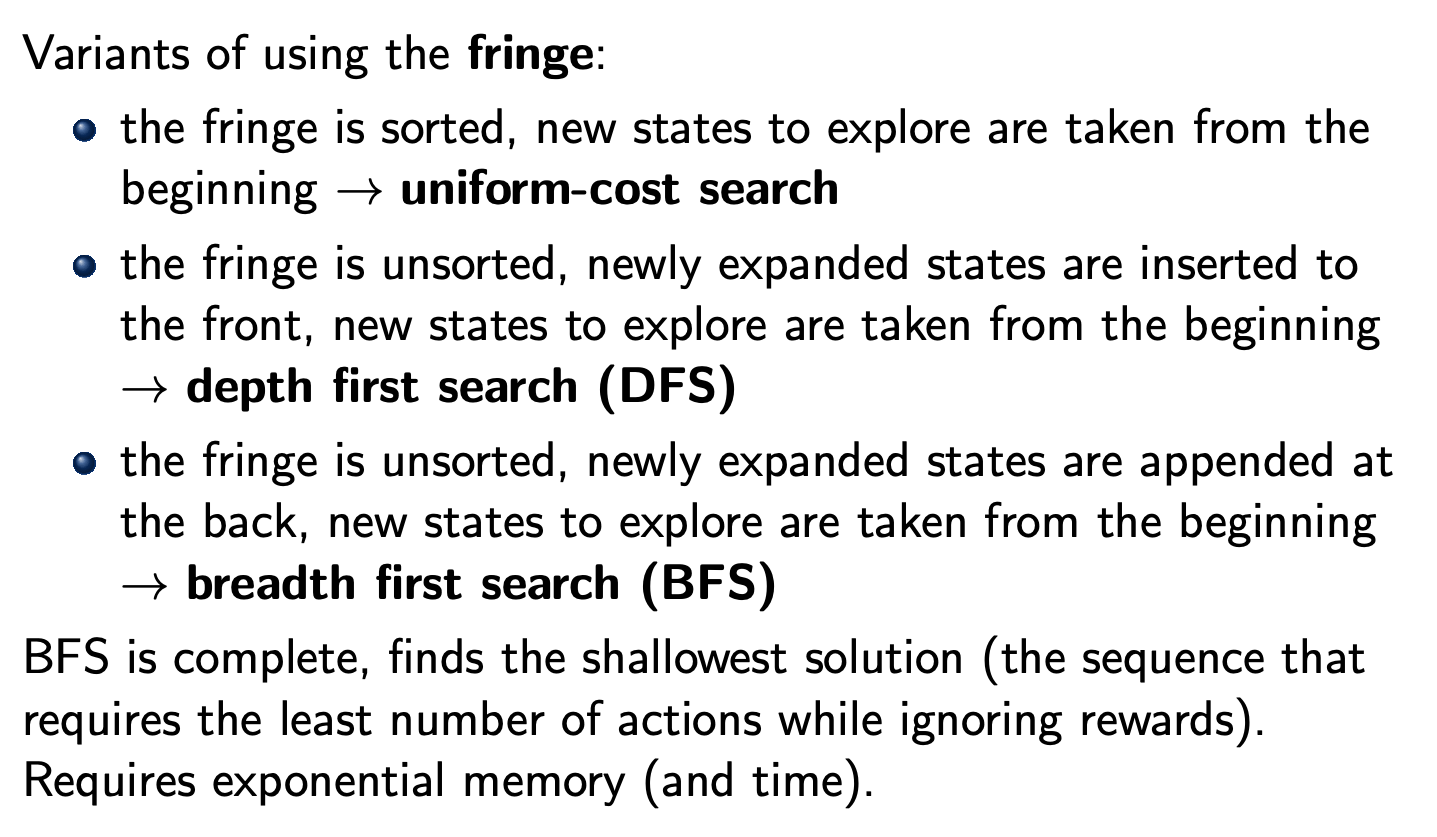 Variants of using the fringe:
• the fringe is sorted, new states to explore are taken from the
beginning → uniform-cost search
• the fringe is unsorted, newly expanded states are inserted to
the front, new states to explore are taken from the beginning
→ depth first search (DFS)
• the fringe is unsorted, newly expanded states are appended at
the back, new states to explore are taken from the beginning
→ breadth first search (BFS)
BFS is complete, finds the shallowest solution (the sequence that
requires the least number of actions while ignoring rewards).
Requires exponential memory (and time).